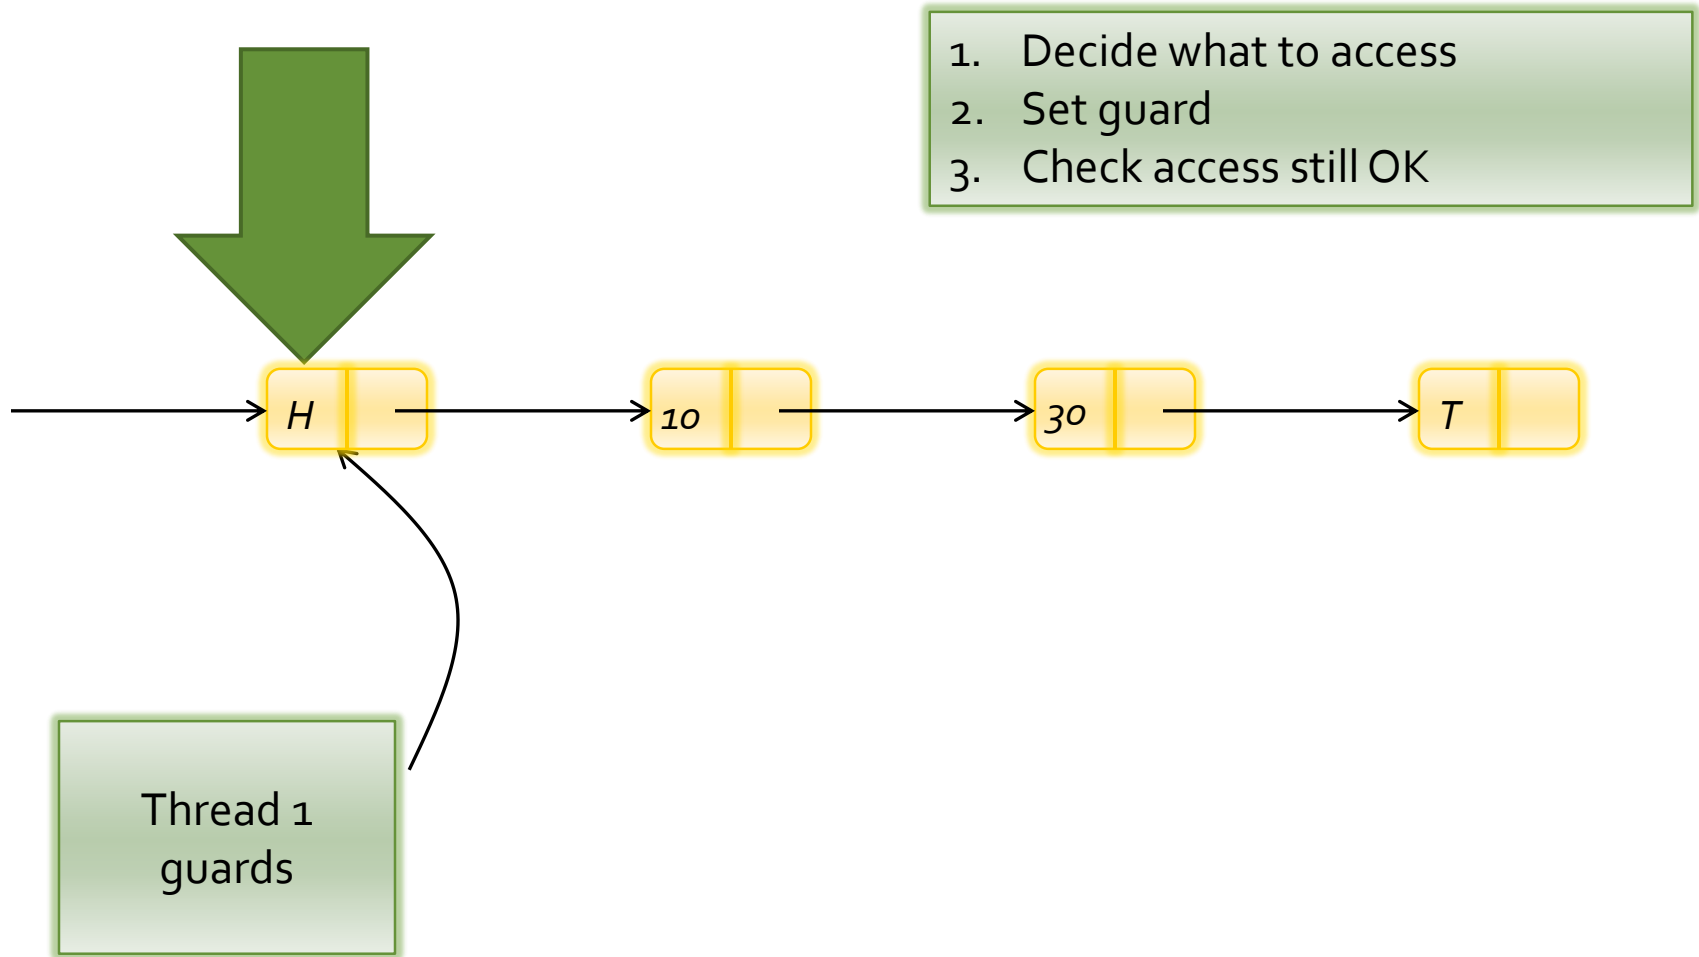 1. Decide what to access
2. Set guard
3. Check access still OK
H 10 30 T
Thread 1
guards